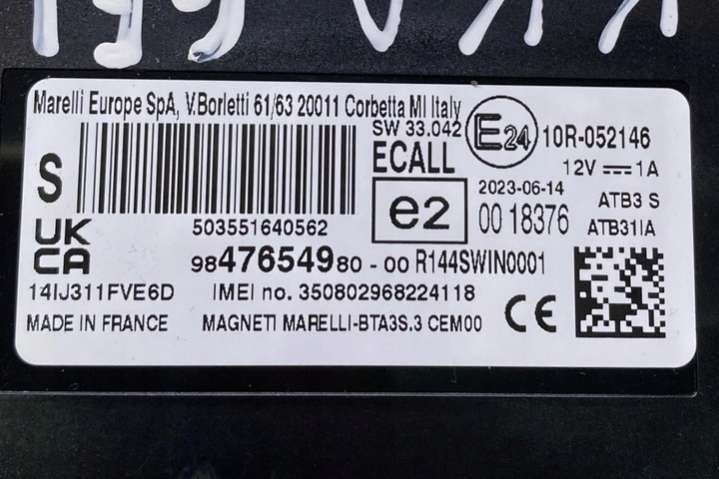 Marelli Europe SpA, V.Borletti 61/63 20011 Corbetta MI Italy
SW 33.042
E24
10R-052146
ECALL
12V 1A
S
e2
2023-06-14
ATB3 S
00 18376
ATB31IA
503551640562
UK
CA
9847654980 - 00 R144SWIN0001
14IJ311FVE6D
IMEI no. 350802968224118
CE
MADE IN FRANCE
MAGNETI MARELLI-BTA3S.3 CEM00